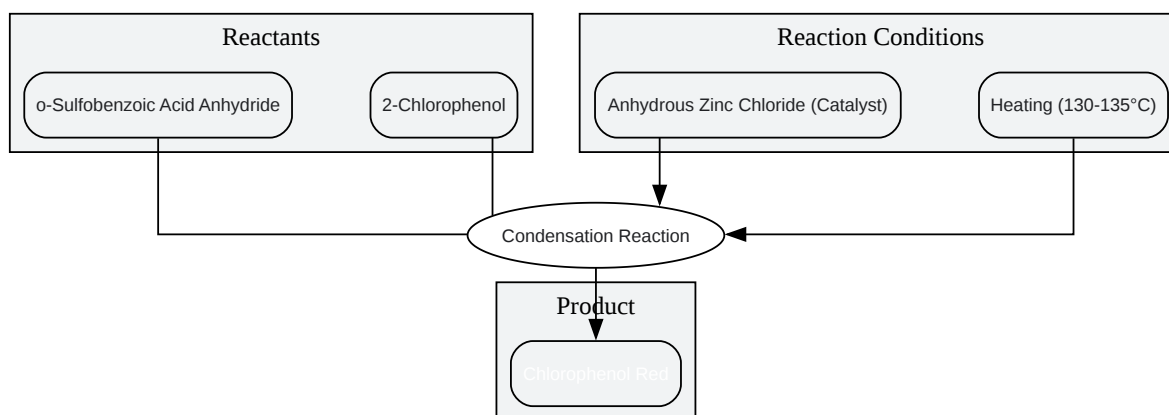 Reactants
Reaction Conditions
o-Sulfobenzoic Acid Anhydride
2-Chlorophenol
Anhydrous Zinc Chloride (Catalyst)
Heating (130-135°C)
Condensation Reaction
Product
Chlorophenol Red